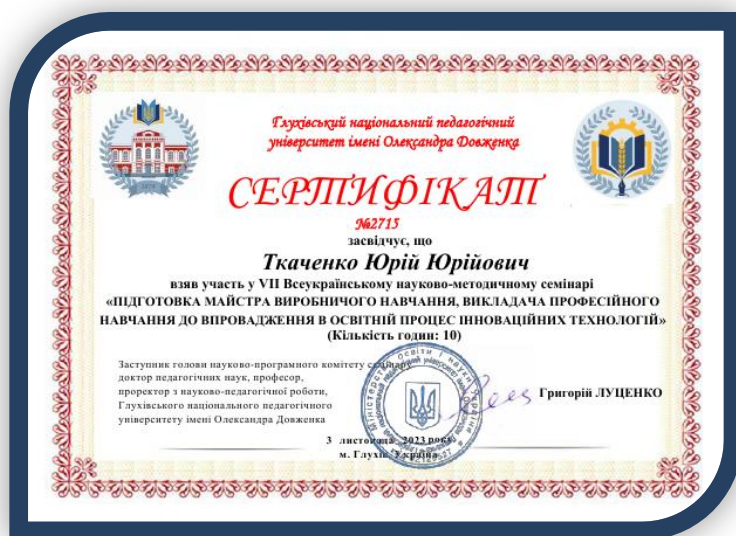 Глухівський національний педагогічний
університет імені Олександра Довженка
СЕРТИФІКАТ
№2715
засвідчує, що
Ткаченко Юрій Юрійович
взяв участь у VII Всеукраїнському науково-методичному семінарі
«ПІДГОТОВКА МАЙСТРА ВИРОБНИЧОГО НАВЧАННЯ, ВИКЛАДАЧА ПРОФЕСІЙНОГО
НАВЧАННЯ ДО ВПРОВАДЖЕННЯ В ОСВІТНІЙ ПРОЦЕС ІННОВАЦІЙНИХ ТЕХНОЛОГІЙ»
(Кількість годин: 10)
Заступник голови науково-програмного комітету семінару
доктор педагогічних наук, професор,
проректор з науково-педагогічної роботи,
Глухівського національного педагогічного
університету імені Олександра Довженка
Григорій ЛУЦЕНКО
3 листопада 2023 року
м. Глухів, Україна